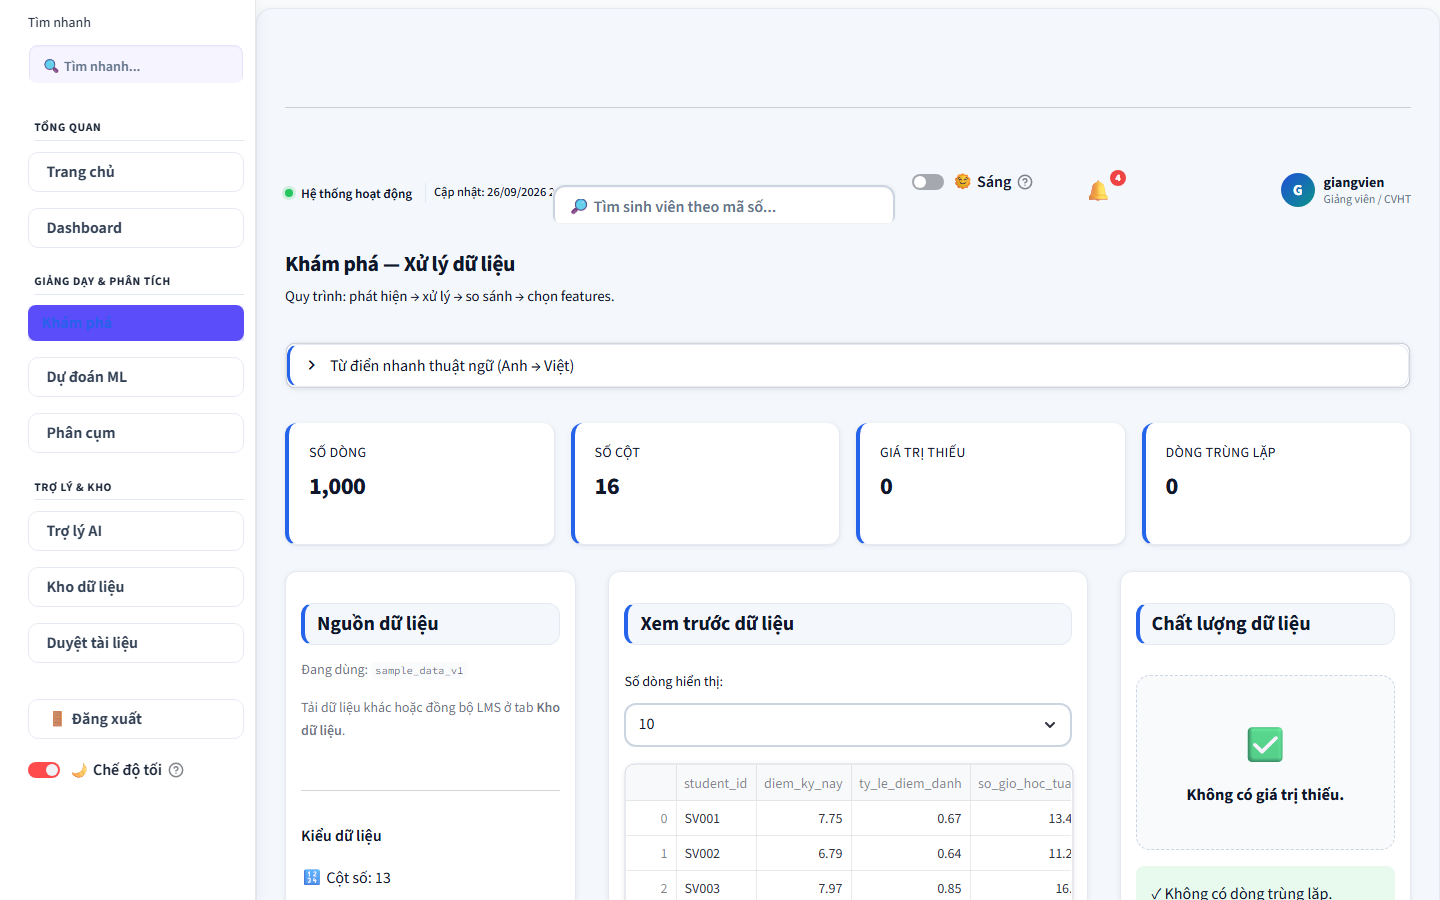 Tìm nhanh
Tìm nhanh...
TỔNG QUAN
Trang chủ
Dashboard
GIẢNG DẠY & PHÂN TÍCH
Khám phá
Dự đoán ML
Phân cụm
TRỢ LÝ & KHO
Trợ lý AI
Kho dữ liệu
Duyệt tài liệu
Đăng xuất
Chế độ tối
Hệ thống hoạt động
Cập nhật: 26/09/2026 2
Tìm sinh viên theo mã số...
Sáng
4
G
giangvien
Giảng viên / CVHT
Khám phá — Xử lý dữ liệu
Quy trình: phát hiện → xử lý → so sánh → chọn features.
Từ điển nhanh thuật ngữ (Anh → Việt)
SỐ DÒNG
1,000
SỐ CỘT
16
GIÁ TRỊ THIẾU
0
DÒNG TRÙNG LẶP
0
Nguồn dữ liệu
Đang dùng: sample_data_v1
Tải dữ liệu khác hoặc đồng bộ LMS ở tab Kho
dữ liệu.
Kiểu dữ liệu
Cột số: 13
Xem trước dữ liệu
Số dòng hiển thị:
10
student_id diem_ky_nay ty_le_diem_danh so_gio_hoc_tua
0 SV001 7.75 0.67 13.4
1 SV002 6.79 0.64 11.2
2 SV003 7.97 0.85 16.
Chất lượng dữ liệu
Không có giá trị thiếu.
✓ Không có dòng trùng lặp.